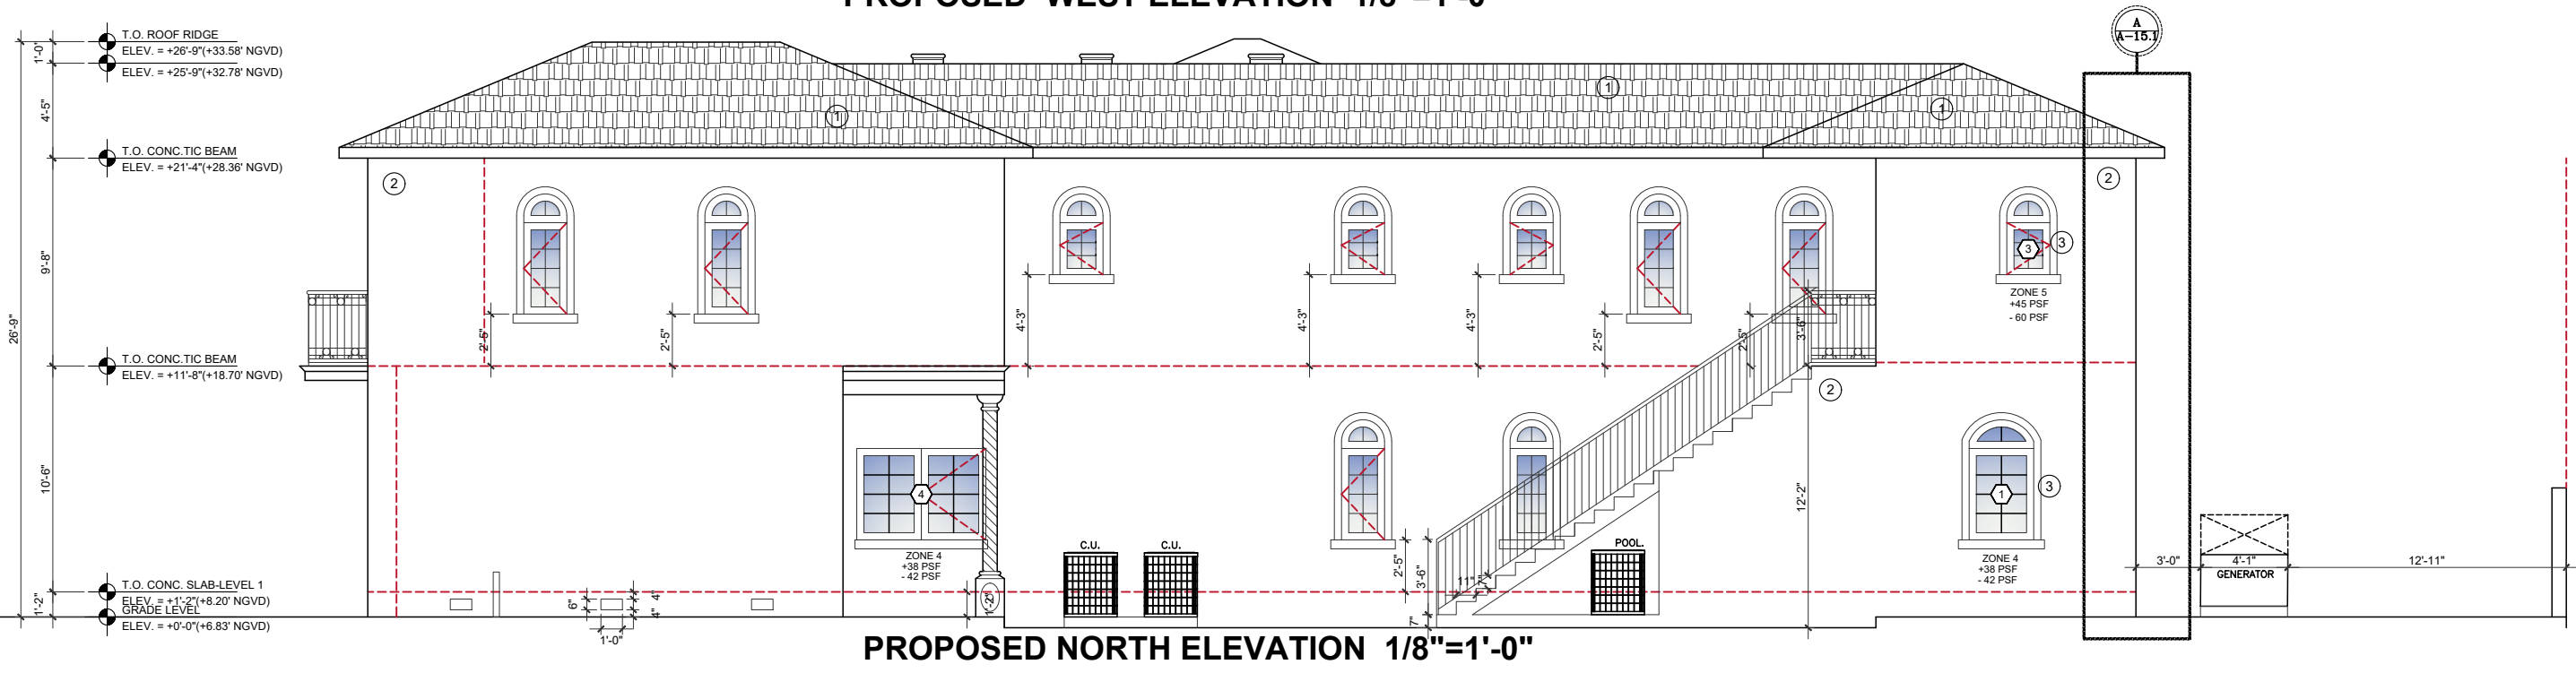 PROPOSED WEST ELEVATION 1/8"=1'-0"
A
A-15.1
T.O. ROOF RIDGE
ELEV. = +26'-9"(+33.58' NGVD)
ELEV. = +25'-9"(+32.78' NGVD)
1'-0"
4'-5"
1
1
1
T.O. CONC.TIC BEAM
ELEV. = +21'-4"(+28.36' NGVD)
2
2
9'-8"
26'-9"
3
3
ZONE 5
+45 PSF
- 60 PSF
2'-5"
2'-5"
4'-3"
4'-3"
4'-3"
2'-5"
2'-5"
3'-6"
T.O. CONC.TIC BEAM
ELEV. = +11'-8"(+18.70' NGVD)
2
10'-6"
4
ZONE 4
+38 PSF
- 42 PSF
C.U.
C.U.
POOL.
12'-2"
1
3
ZONE 4
+38 PSF
- 42 PSF
2'-5"
3'-6"
11"
7"
7"
3'-0"
4'-1"
12'-11"
GENERATOR
T.O. CONC. SLAB-LEVEL 1
ELEV. = +1'-2"(+8.20' NGVD)
GRADE LEVEL
ELEV. = +0'-0"(+6.83' NGVD)
1'-2"
6"
4"
4"
1'-0"
1'-2"
PROPOSED NORTH ELEVATION 1/8"=1'-0"